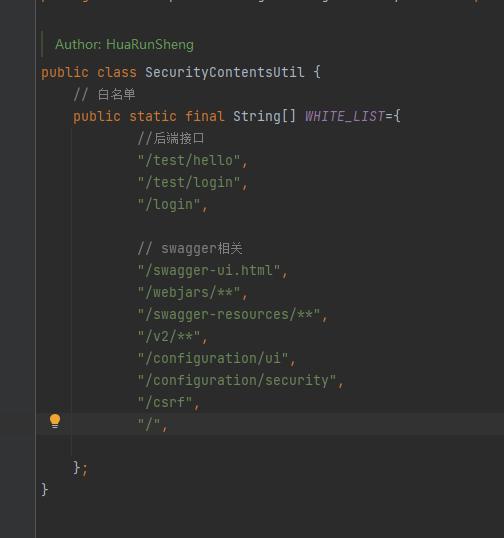 Author: HuaRunSheng
public class SecurityContentsUtil {
// 白名单
public static final String[] WHITE_LIST={
//后端接口
"/test/hello",
"/test/login",
"/login",
// swagger相关
"/swagger-ui.html",
"/webjars/**",
"/swagger-resources/**",
"/v2/**",
"/configuration/ui",
"/configuration/security",
"/csrf",
"/",
};
}